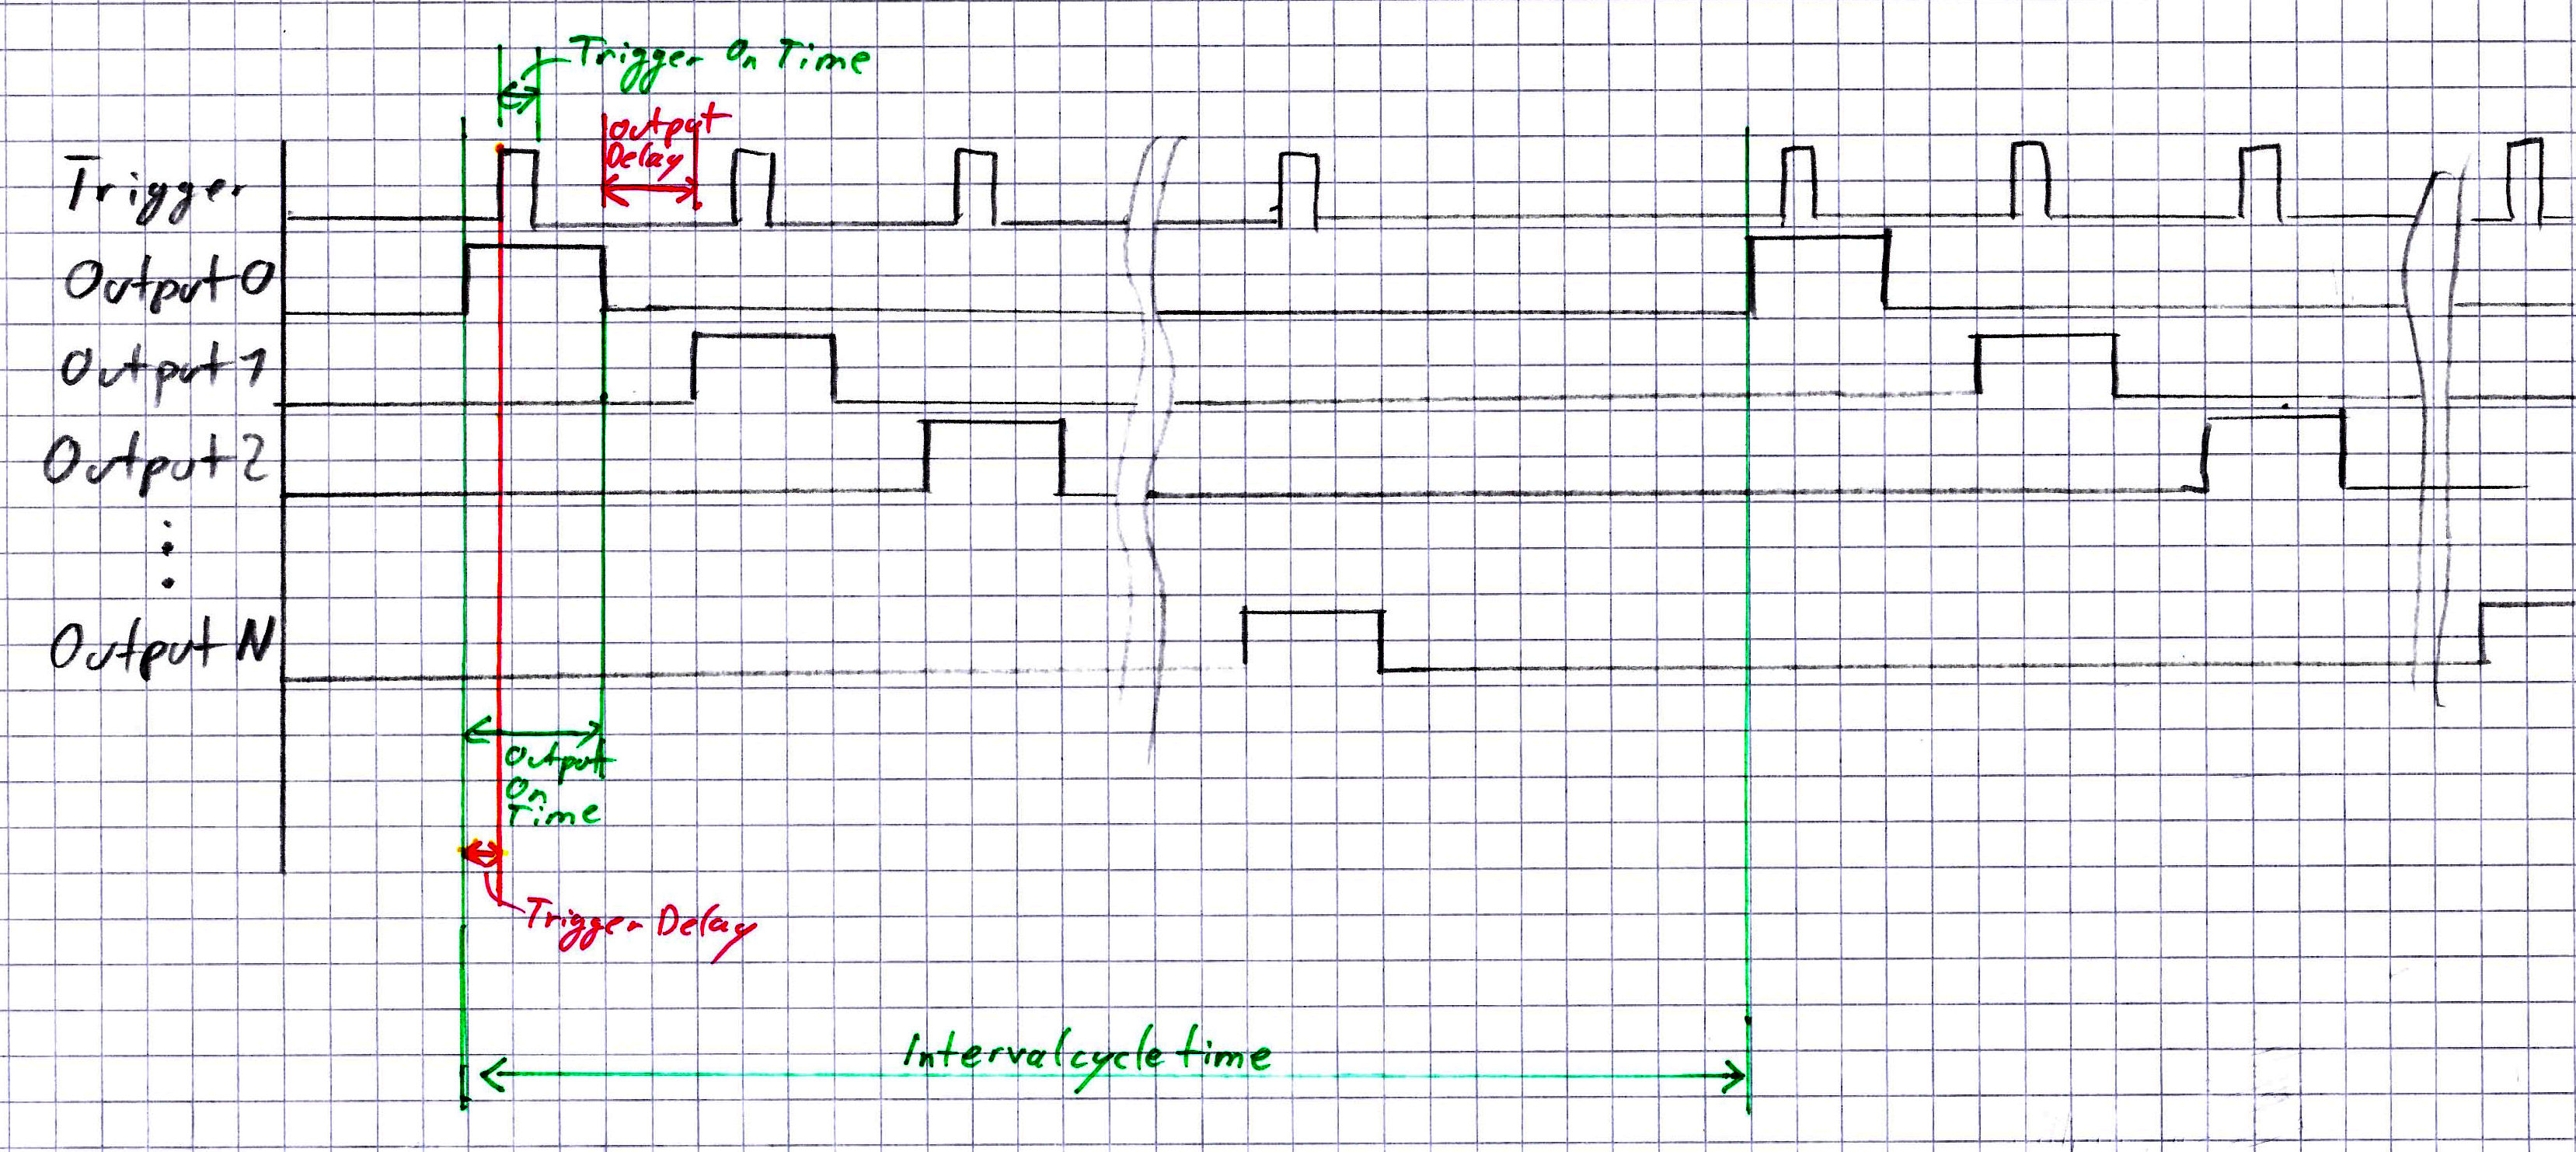 Trigger On Time
Output
Delay
Trigger
Output 0
Output 1
Output 2
Output N
Output
On
Time
Trigger Delay
Intervalcycle time